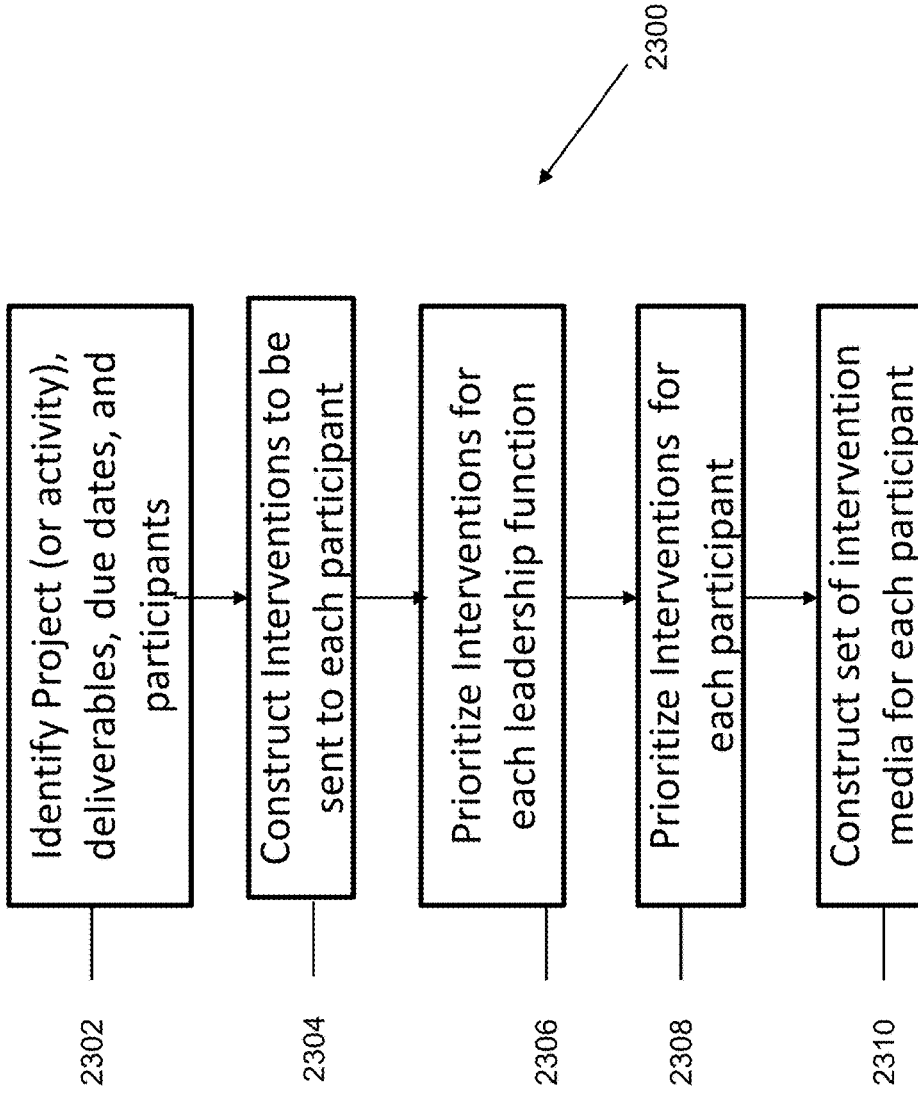 2300
2302
Identify Project (or activity),
deliverables, due dates, and
participants
2304
Construct Interventions to be
sent to each participant
2306
Prioritize Interventions for
each leadership function
2308
Prioritize Interventions for
each participant
2310
Construct set of intervention
media for each participant